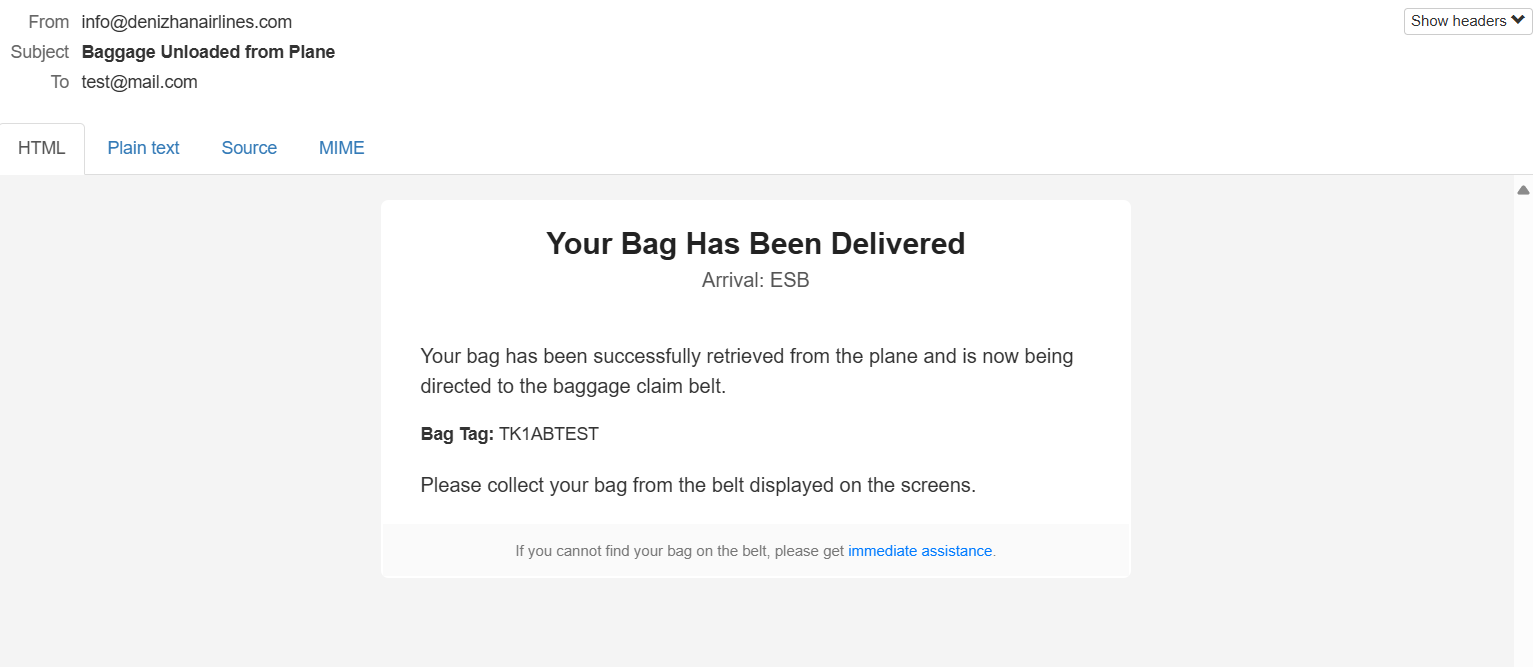 From info@denizhanairlines.com
Show headers
Subject Baggage Unloaded from Plane
To test@mail.com
HTML Plain text Source MIME
Your Bag Has Been Delivered
Arrival: ESB
Your bag has been successfully retrieved from the plane and is now being
directed to the baggage claim belt.
Bag Tag: TK1ABTEST
Please collect your bag from the belt displayed on the screens.
If you cannot find your bag on the belt, please get immediate assistance.